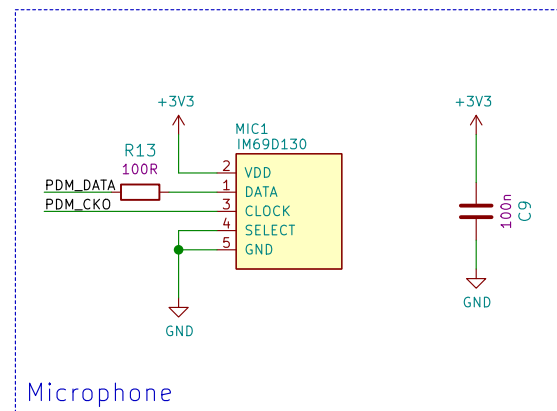 +3V3
+3V3
MIC1
IM69D130
R13
100R
PDM_DATA
PDM_CKO
2 VDD
1 DATA
3 CLOCK
4 SELECT
5 GND
100n
C9
GND
GND
Microphone